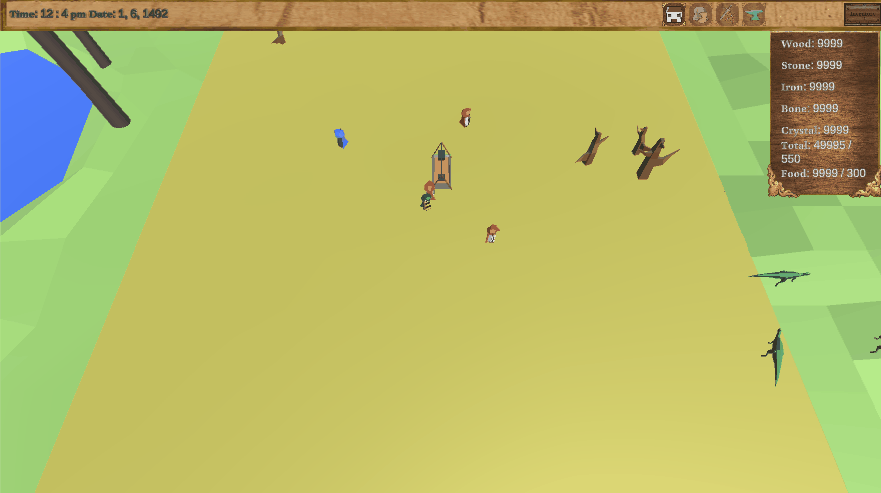 Time: 12 : 4 pm Date: 1, 6, 1492
Wood: 9999
Stone: 9999
Iron: 9999
Bone: 9999
Crystal: 9999
Total: 49995 /
550
Food: 9999 / 300